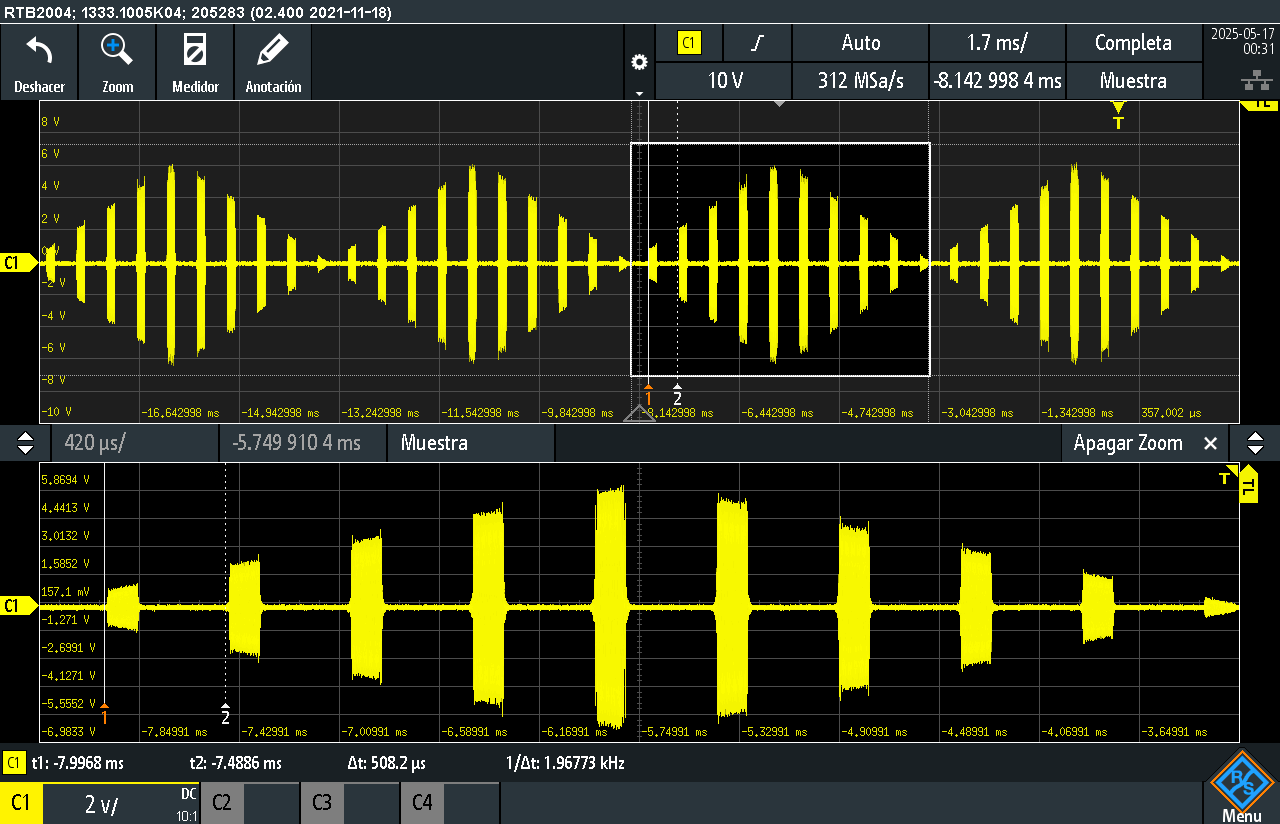 RTB2004; 1333.1005K04; 205283 (02.400 2021-11-18)
Deshacer
Zoom
Medidor
Anotación
C1
Auto
1.7 ms/
Completa
10 V
312 MSa/s
-8.142 998 4 ms
Muestra
2025-05-17
00:31
TL
T
8 V
6 V
4 V
2 V
0 V
-2 V
-4 V
-6 V
-8 V
-10 V
C1
1
2
-16.642998 ms
-14.942998 ms
-13.242998 ms
-11.542998 ms
-9.842998 ms
-8.142998 ms
-6.442998 ms
-4.742998 ms
-3.042998 ms
-1.342998 ms
357.002 µs
420 µs/
-5.749 910 4 ms
Muestra
Apagar Zoom
T
TL
5.8694 V
4.4413 V
3.0132 V
1.5852 V
157.1 mV
-1.271 V
-2.6991 V
-4.1271 V
-5.5552 V
-6.9833 V
C1
1
2
-7.84991 ms
-7.42991 ms
-7.00991 ms
-6.58991 ms
-6.16991 ms
-5.74991 ms
-5.32991 ms
-4.90991 ms
-4.48991 ms
-4.06991 ms
-3.64991 ms
C1 t1: -7.9968 ms t2: -7.4886 ms Δt: 508.2 µs 1/Δt: 1.96773 kHz
C1
2 V/
DC
10:1
C2
C3
C4
R S
Menu